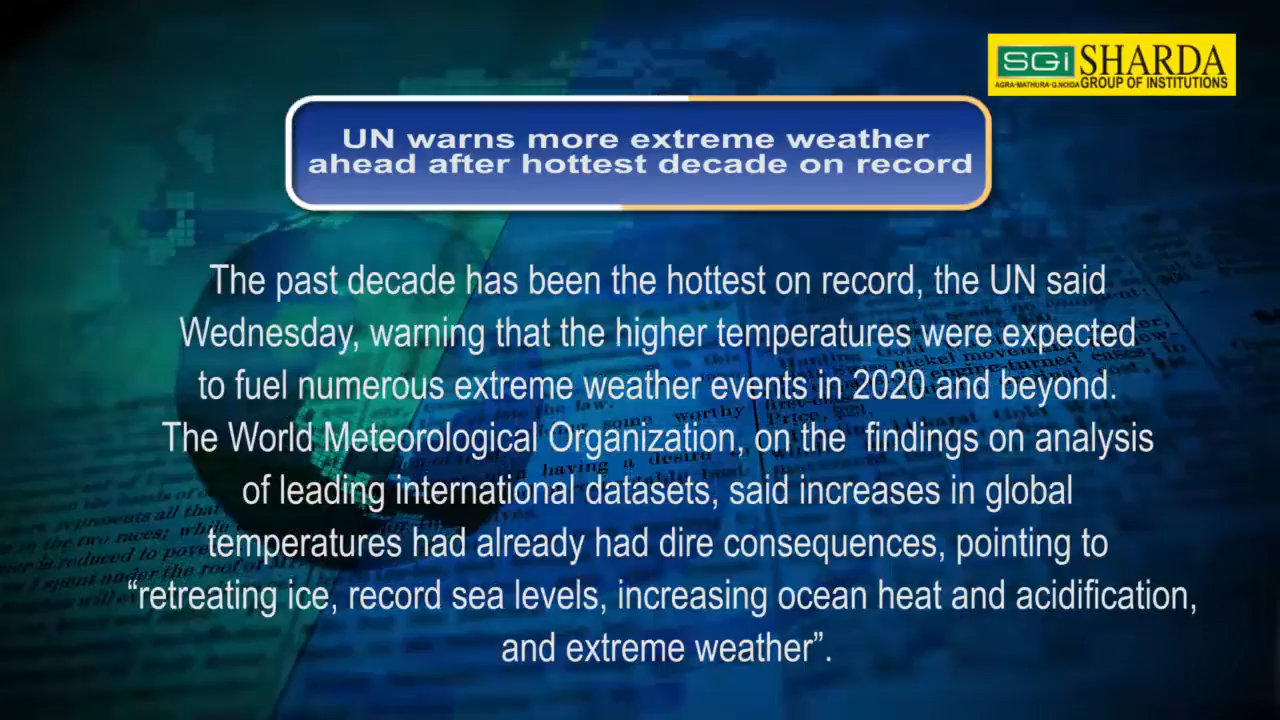 SGI SHARDA
AGRA-MATHURA-G.NOIDA GROUP OF INSTITUTIONS
UN warns more extreme weather
ahead after hottest decade on record
The past decade has been the hottest on record, the UN said
Wednesday, warning that the higher temperatures were expected
to fuel numerous extreme weather events in 2020 and beyond.
The World Meteorological Organization, on the findings on analysis
of leading international datasets, said increases in global
temperatures had already had dire consequences, pointing to
“retreating ice, record sea levels, increasing ocean heat and acidification,
and extreme weather”.